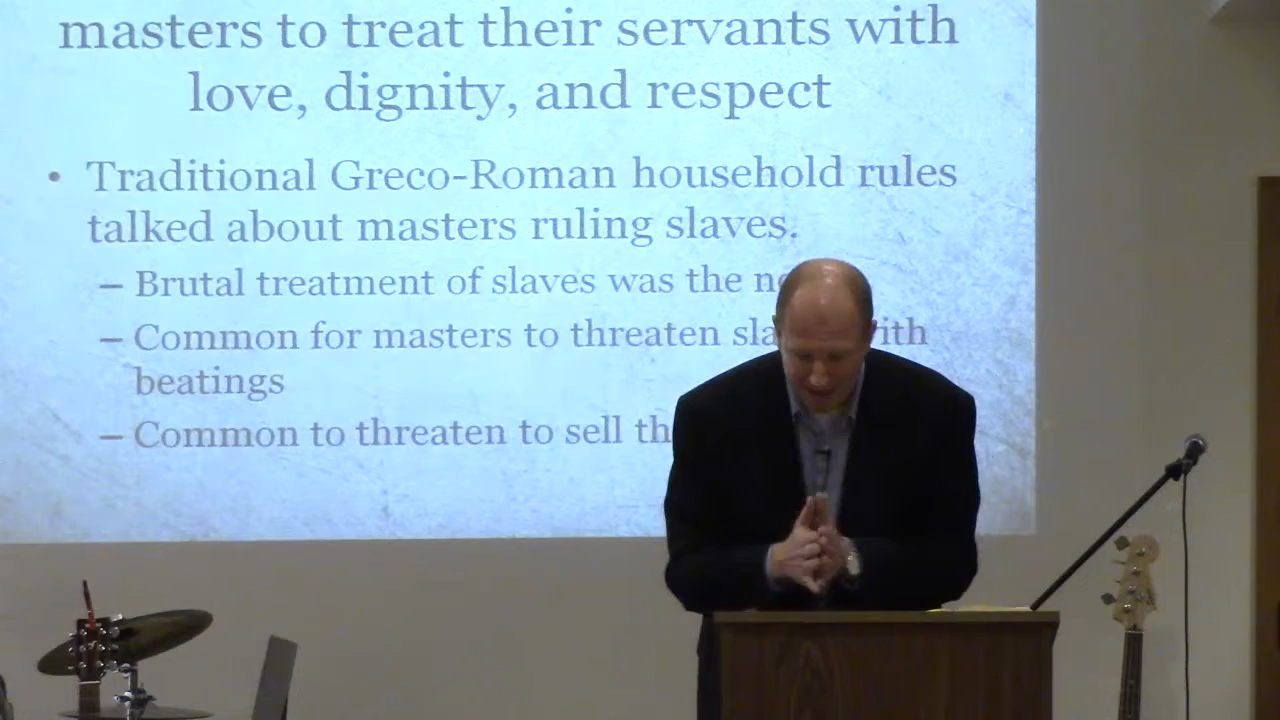 masters to treat their servants with
love, dignity, and respect
• Traditional Greco-Roman household rules
talked about masters ruling slaves.
– Brutal treatment of slaves was the
– Common for masters to threaten with
beatings
– Common to threaten to sell